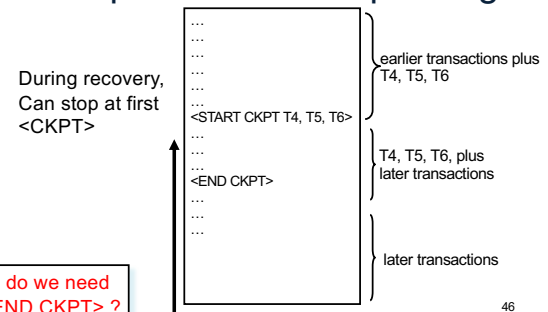 During recovery,
Can stop at first
<CKPT>
…
…
…
…
…
…
<START CKPT T4, T5, T6>
…
…
…
<END CKPT>
…
…
…
earlier transactions plus
T4, T5, T6
T4, T5, T6, plus
later transactions
later transactions
do we need
END CKPT> ?
46